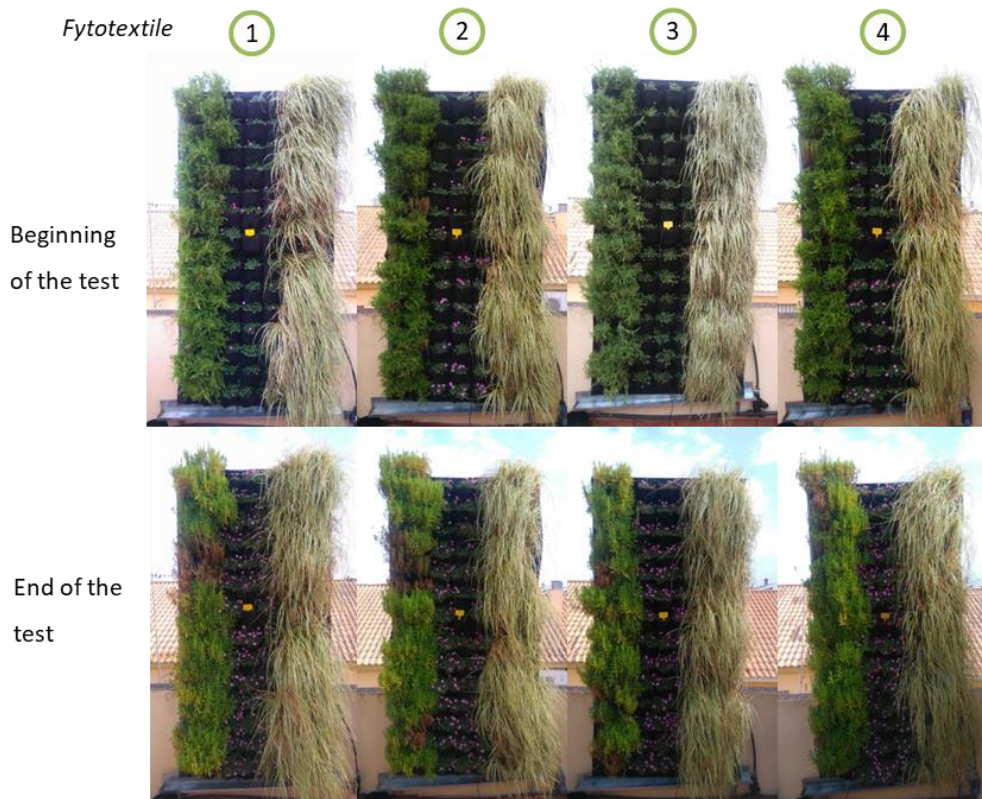 Fytotextile 1 2 3 4
Beginning
of the test
End of the
test